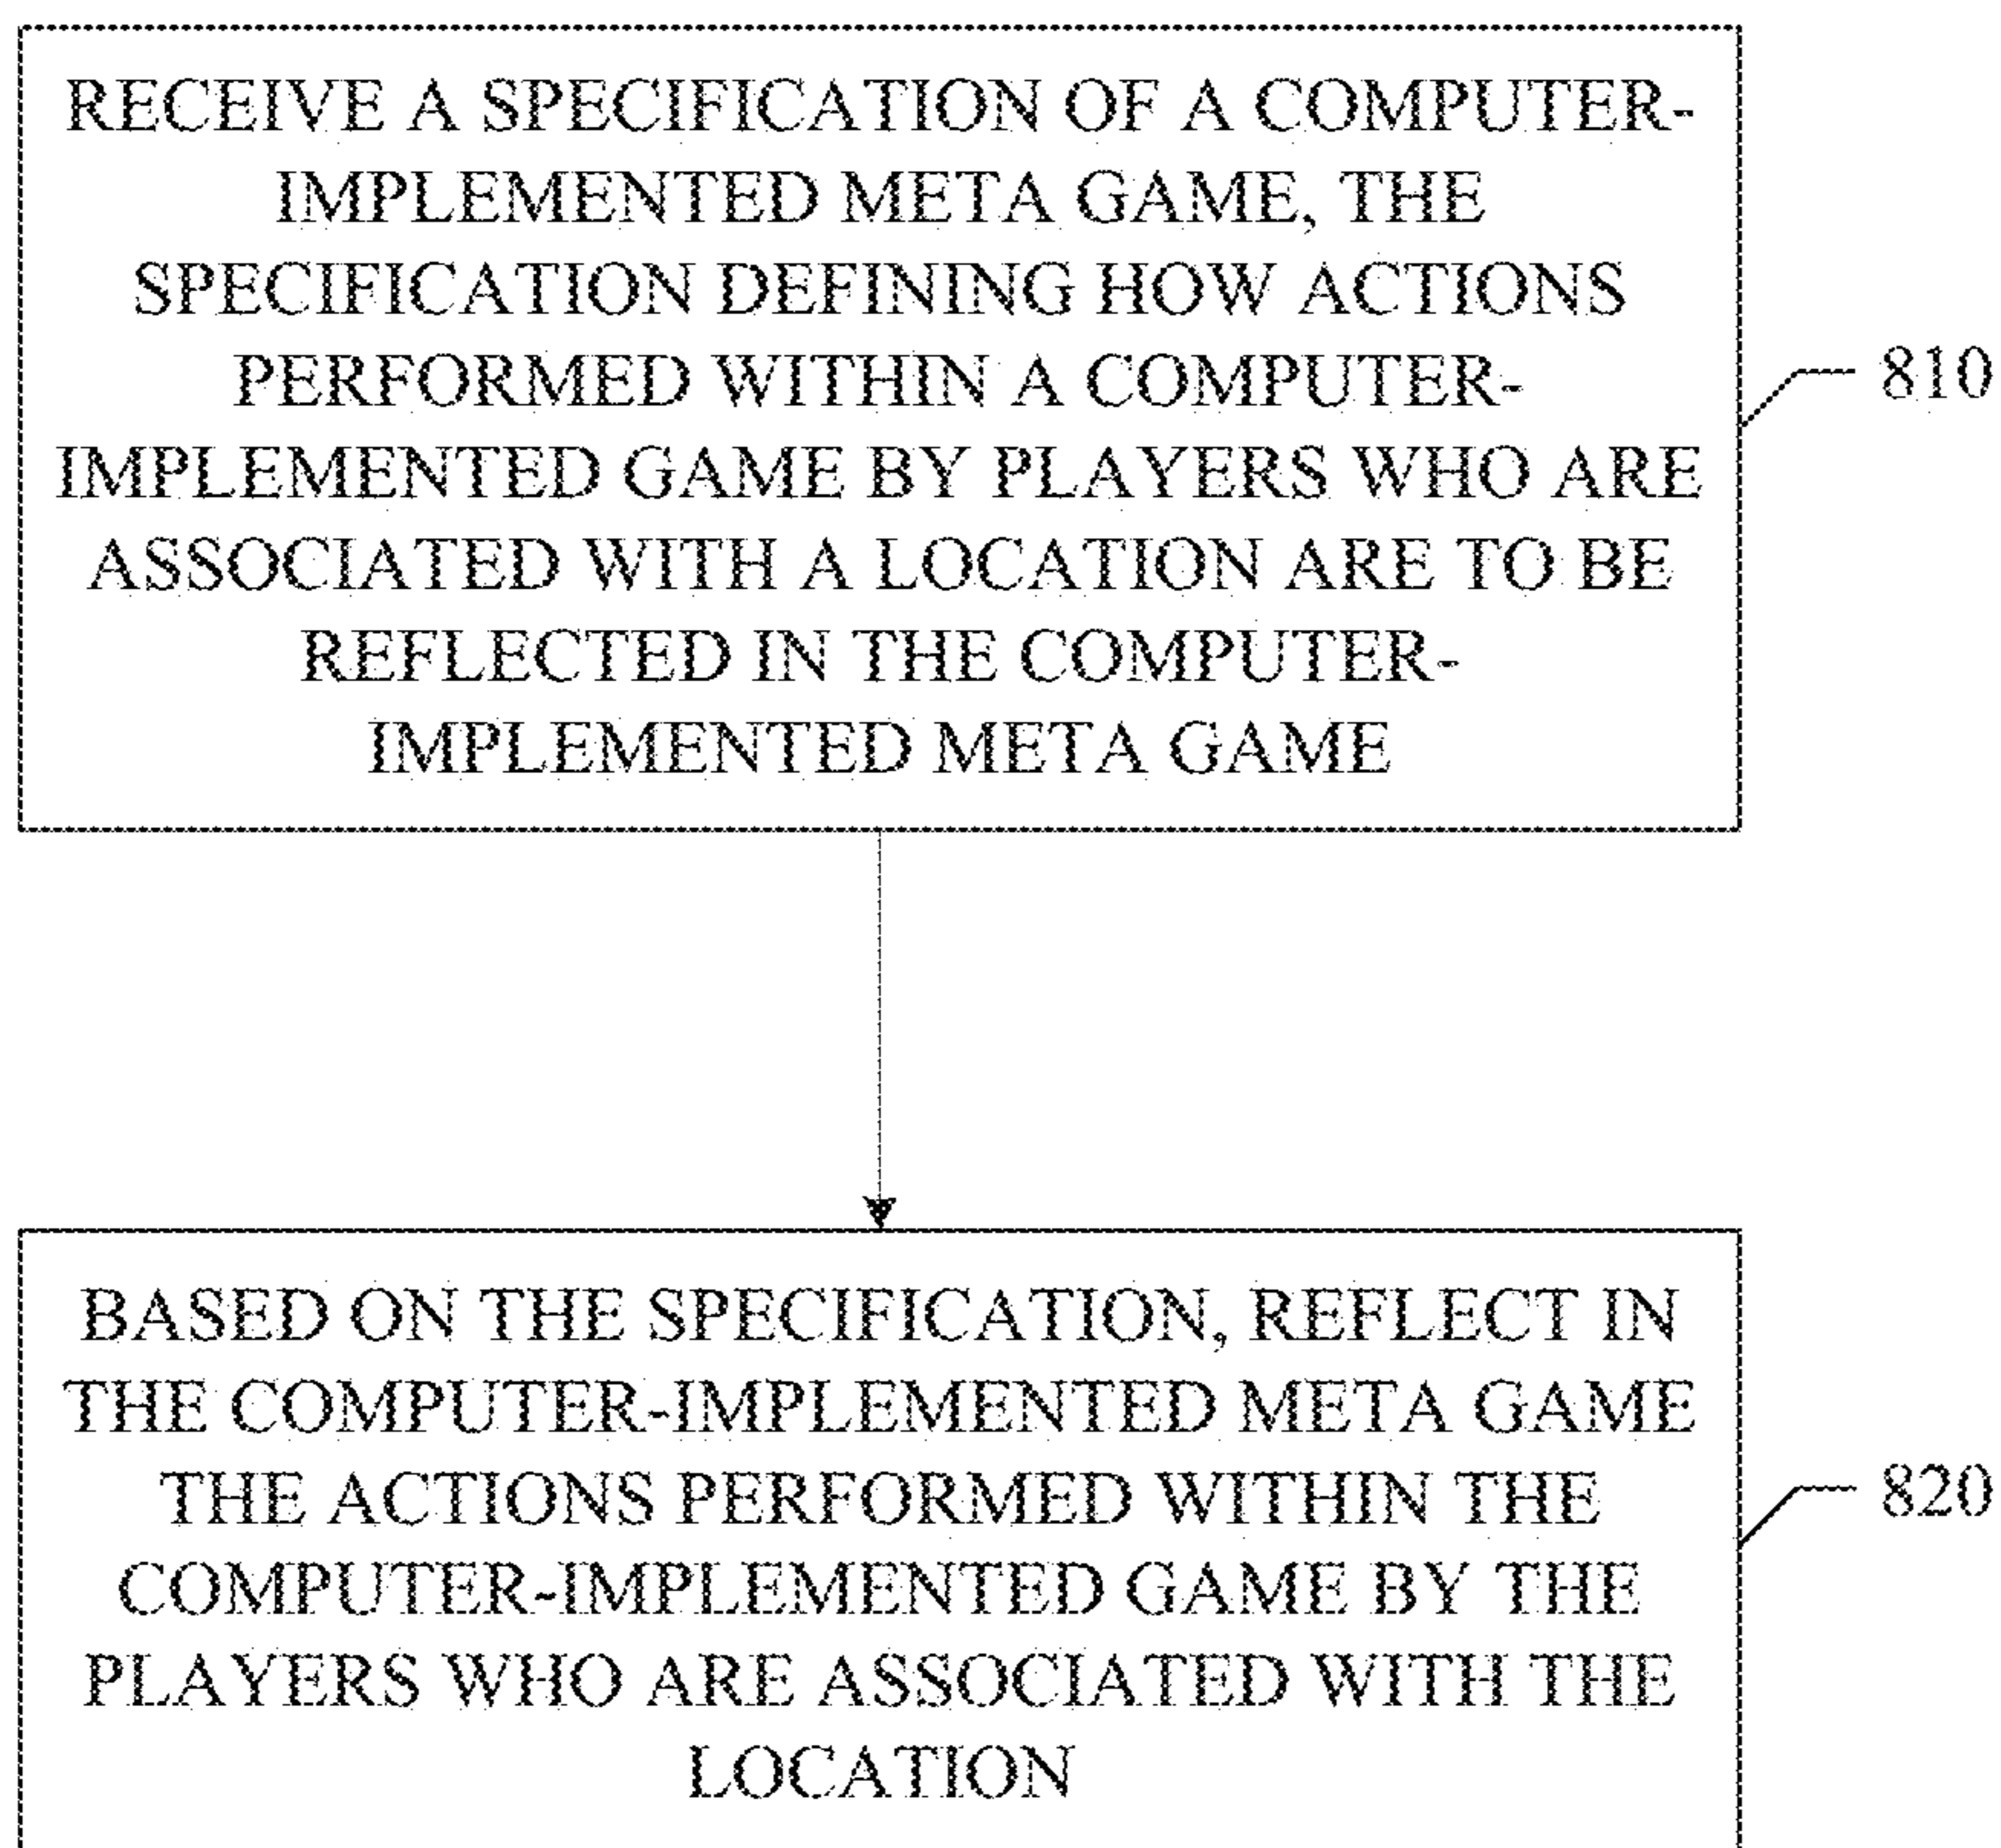 RECEIVE A SPECIFICATION OF A COMPUTER-
IMPLEMENTED META GAME, THE
SPECIFICATION DEFINING HOW ACTIONS
PERFORMED WITHIN A COMPUTER-
IMPLEMENTED GAME BY PLAYERS WHO ARE
ASSOCIATED WITH A LOCATION ARE TO BE
REFLECTED IN THE COMPUTER-
IMPLEMENTED META GAME
810
BASED ON THE SPECIFICATION, REFLECT IN
THE COMPUTER-IMPLEMENTED META GAME
THE ACTIONS PERFORMED WITHIN THE
COMPUTER-IMPLEMENTED GAME BY THE
PLAYERS WHO ARE ASSOCIATED WITH THE
LOCATION
820